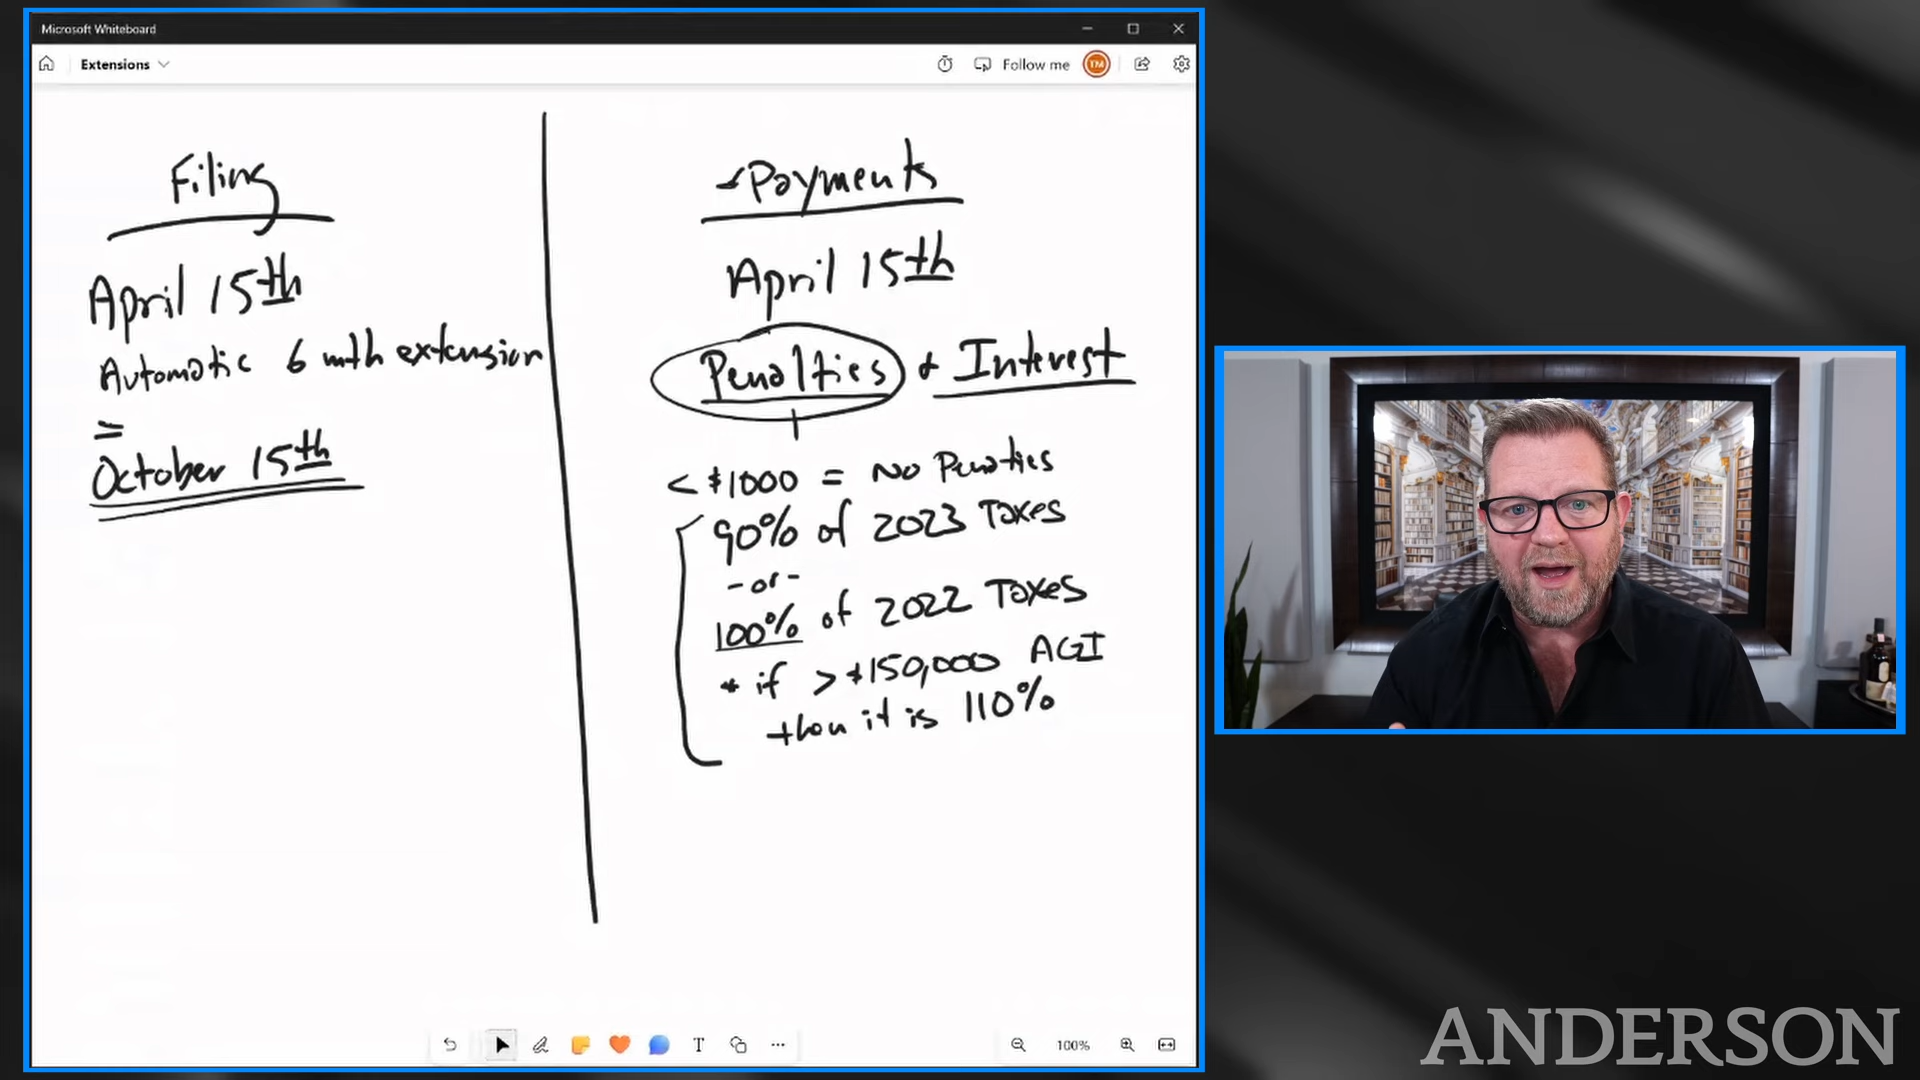 Microsoft Whiteboard
Extensions
Follow me
TM
Filing
April 15th
Automatic 6 mth extension
=
October 15th
Payments
April 15th
Penalties + Interest
< $1000 = No Penalties
90% of 2023 Taxes
- or -
100% of 2022 Taxes
* if > $150,000 AGI
then it is 110%
T
100%
ANDERSON